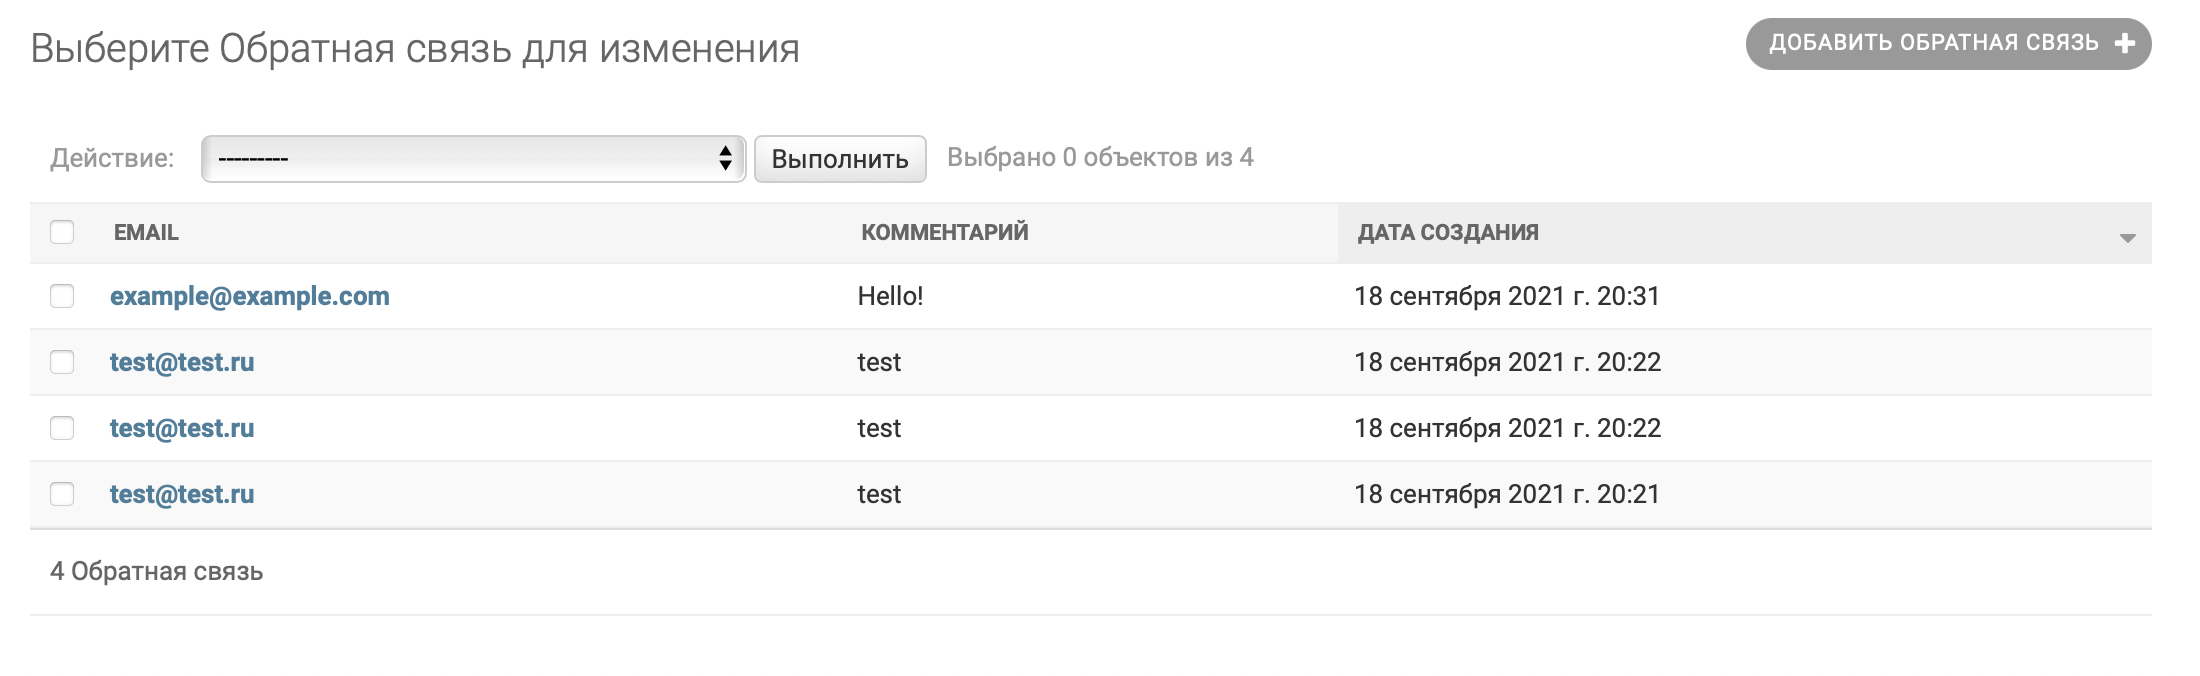 Выберите Обратная связь для изменения
ДОБАВИТЬ ОБРАТНАЯ СВЯЗЬ
Действие: --------- Выполнить Выбрано 0 объектов из 4
EMAIL КОММЕНТАРИЙ ДАТА СОЗДАНИЯ
example@example.com Hello! 18 сентября 2021 г. 20:31
test@test.ru test 18 сентября 2021 г. 20:22
test@test.ru test 18 сентября 2021 г. 20:22
test@test.ru test 18 сентября 2021 г. 20:21
4 Обратная связь